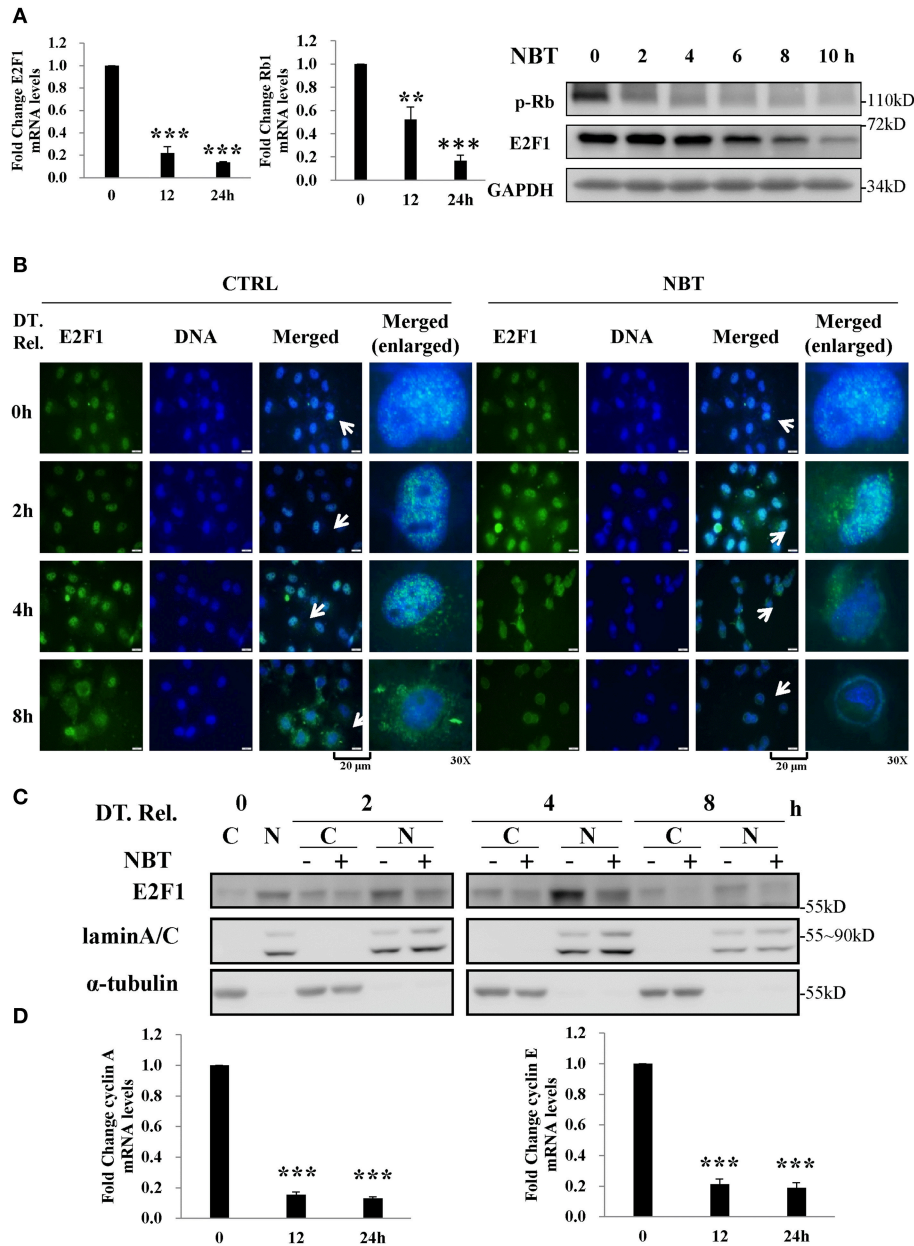 A
Fold Change E2F1
mRNA levels
1.2
1.0
0.8
0.6
0.4
0.2
0.0
***
***
0 12 24h
Fold Change Rb1
mRNA levels
1.2
1.0
0.8
0.6
0.4
0.2
0.0
**
***
0 12 24h
NBT 0 2 4 6 8 10 h
p-Rb -110kD
-72kD
E2F1
GAPDH -34kD
B
CTRL NBT
DT.
Rel.
E2F1 DNA Merged Merged
(enlarged)
E2F1 DNA Merged Merged
(enlarged)
0h
2h
4h
8h
20 μm 30X 20 μm 30X
C
DT. Rel. 0 2 4 8 h
C N C N C N C N
NBT - + - + - + - + - + - +
E2F1 -55kD
laminA/C -55~90kD
α-tubulin -55kD
D
Fold Change cyclin A
mRNA levels
1.2
1.0
0.8
0.6
0.4
0.2
0.0
***
***
0 12 24h
Fold Change cyclin E
mRNA levels
1.2
1.0
0.8
0.6
0.4
0.2
0.0
***
***
0 12 24h